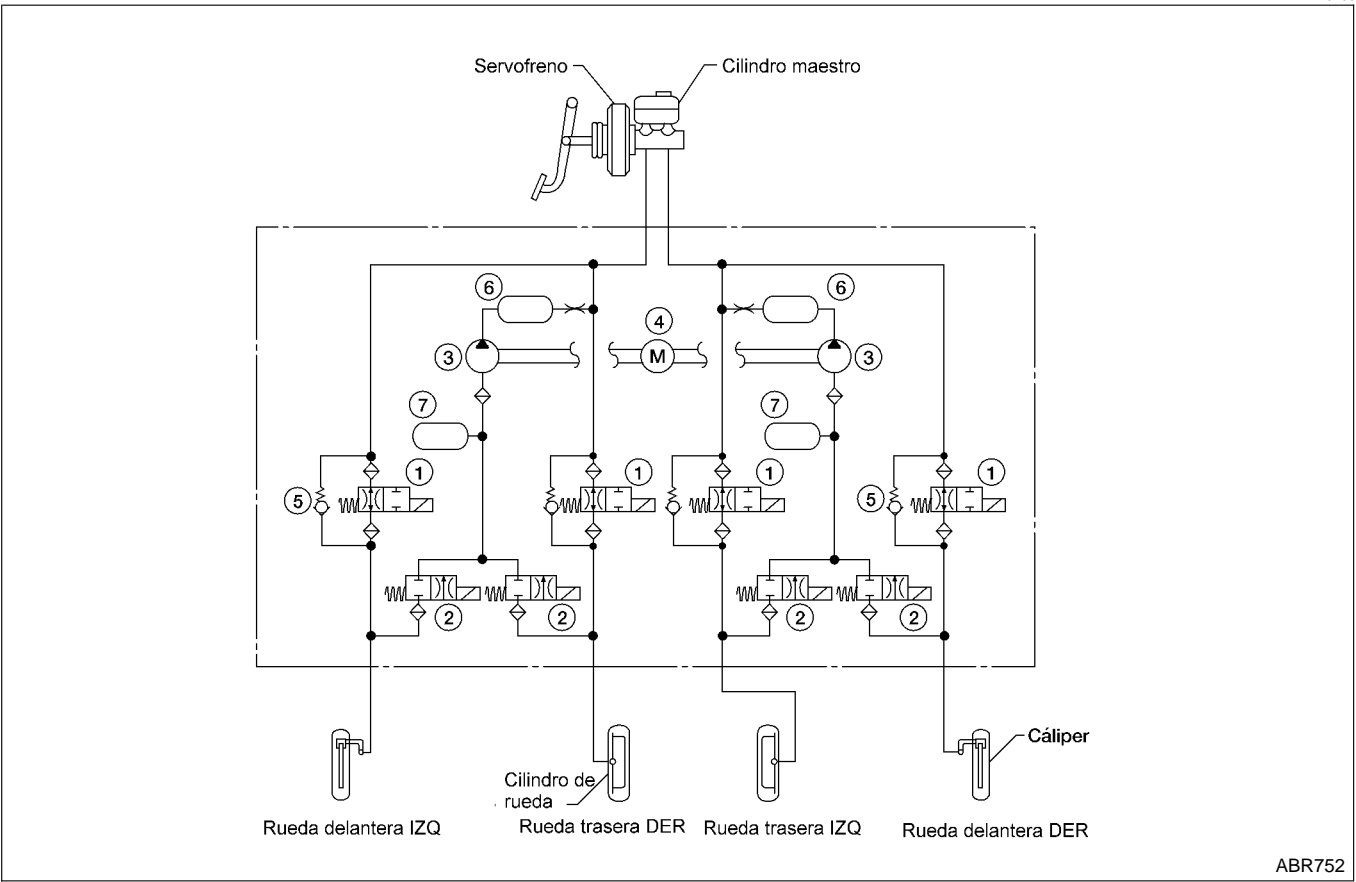 Servofreno
Cilindro maestro
6
6
4
3
M
3
7
7
1
1
1
1
5
5
2
2
2
2
Cáliper
Cilindro de
rueda
Rueda delantera IZQ
Rueda trasera DER
Rueda trasera IZQ
Rueda delantera DER
ABR752